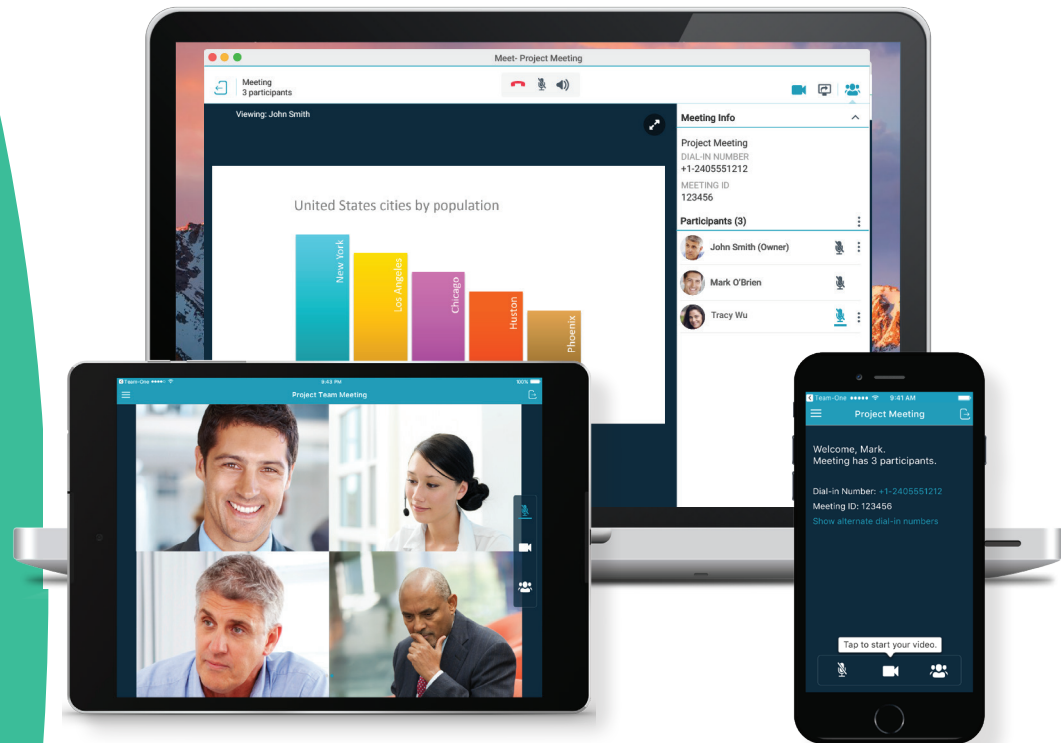 Meet- Project Meeting
Meeting
3 participants
Viewing: John Smith
United States cities by population
New York
Los Angeles
Chicago
Huston
Phoenix
Meeting Info
Project Meeting
DIAL-IN NUMBER
+1-2405551212
MEETING ID
123456
Participants (3)
John Smith (Owner)
Mark O'Brien
Tracy Wu
Team-One 9:43 PM 100%
Project Team Meeting
Team-One 9:41 AM
Project Meeting
Welcome, Mark.
Meeting has 3 participants.
Dial-in Number: +1-2405551212
Meeting ID: 123456
Show alternate dial-in numbers
Tap to start your video.